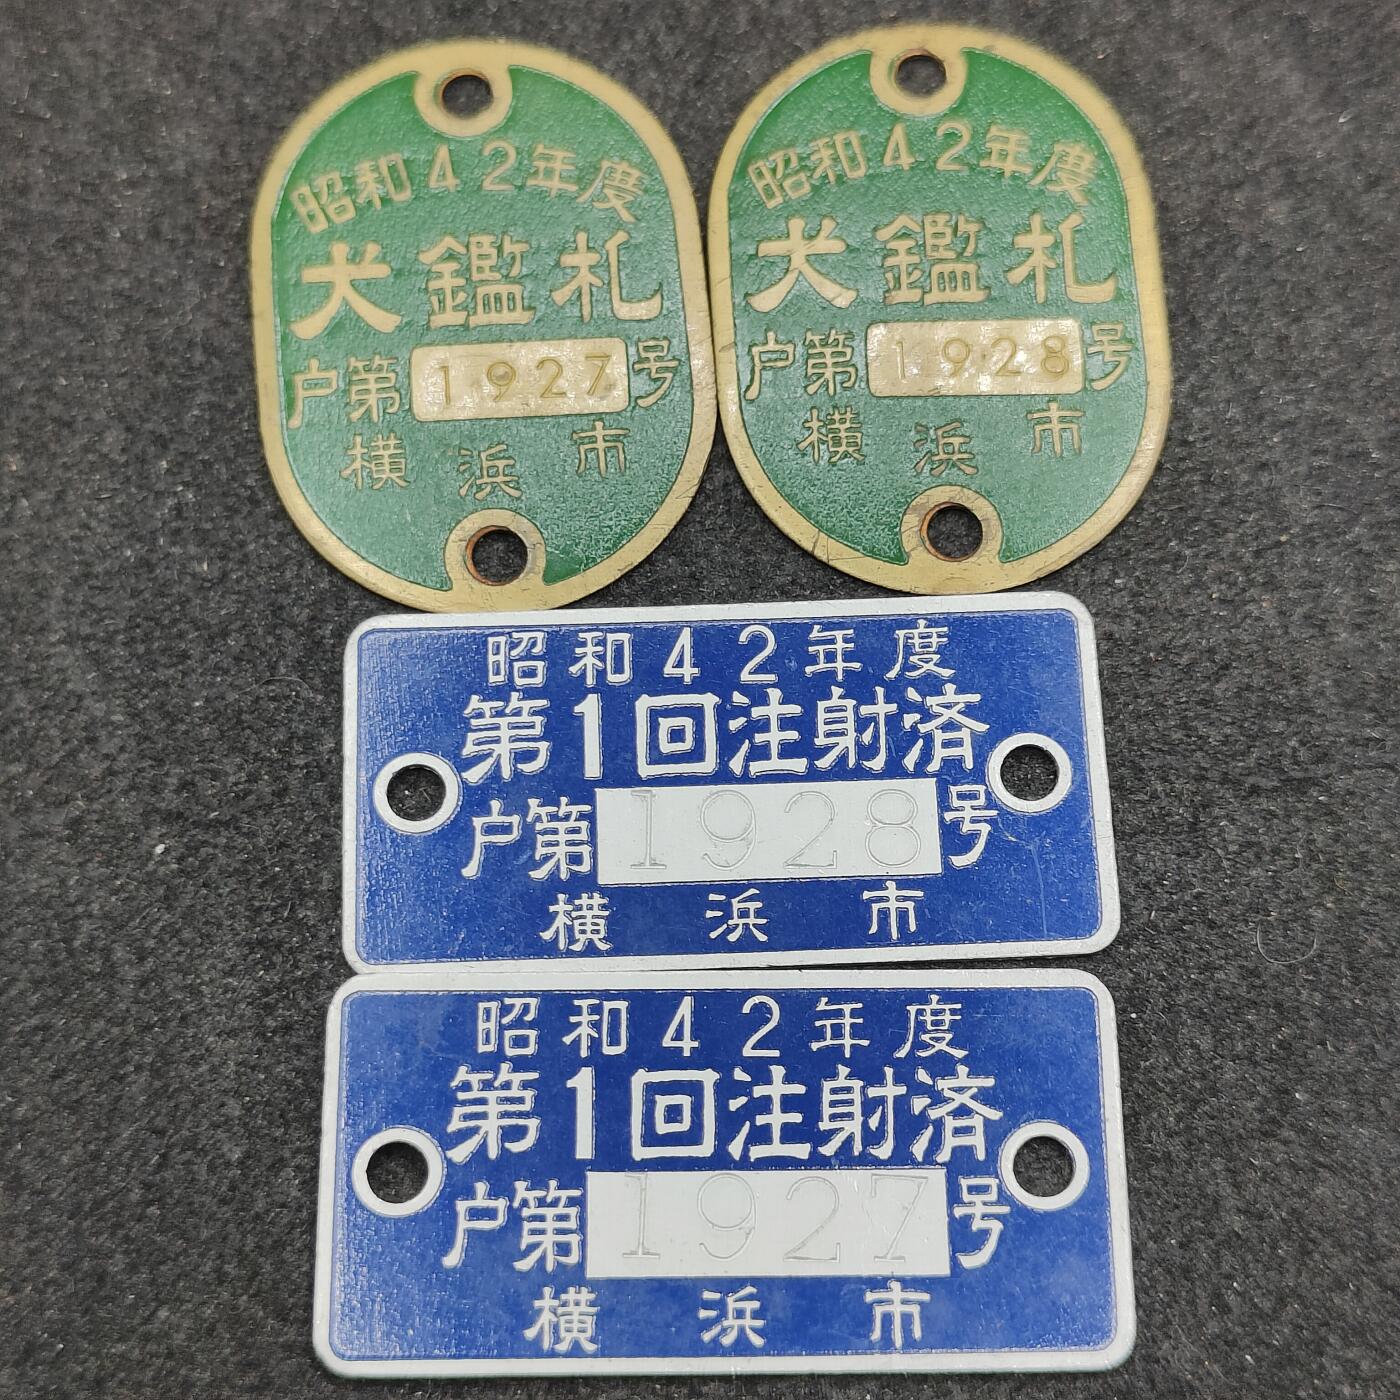 昭和42年度
犬鑑札
戸第1927号
横浜市
昭和42年度
犬鑑札
戸第1928号
横浜市
昭和42年度
第1回注射済
戸第1928号
横浜市
昭和42年度
第1回注射済
戸第1927号
横浜市